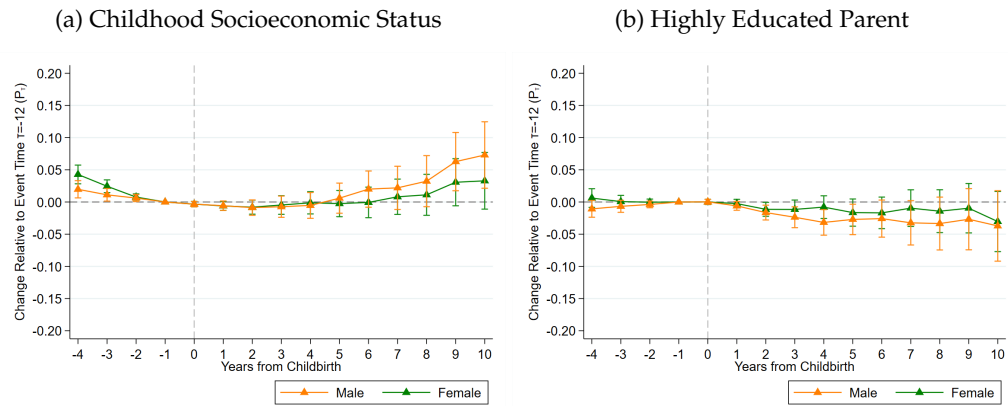 (a) Childhood Socioeconomic Status
Change Relative to Event Time τ=-12 (Pτ)
0.20
0.15
0.10
0.05
0.00
-0.05
-0.10
-0.15
-0.20
-4 -3 -2 -1 0 1 2 3 4 5 6 7 8 9 10
Years from Childbirth
Male Female
(b) Highly Educated Parent
Change Relative to Event Time τ=-12 (Pτ)
0.20
0.15
0.10
0.05
0.00
-0.05
-0.10
-0.15
-0.20
-4 -3 -2 -1 0 1 2 3 4 5 6 7 8 9 10
Years from Childbirth
Male Female